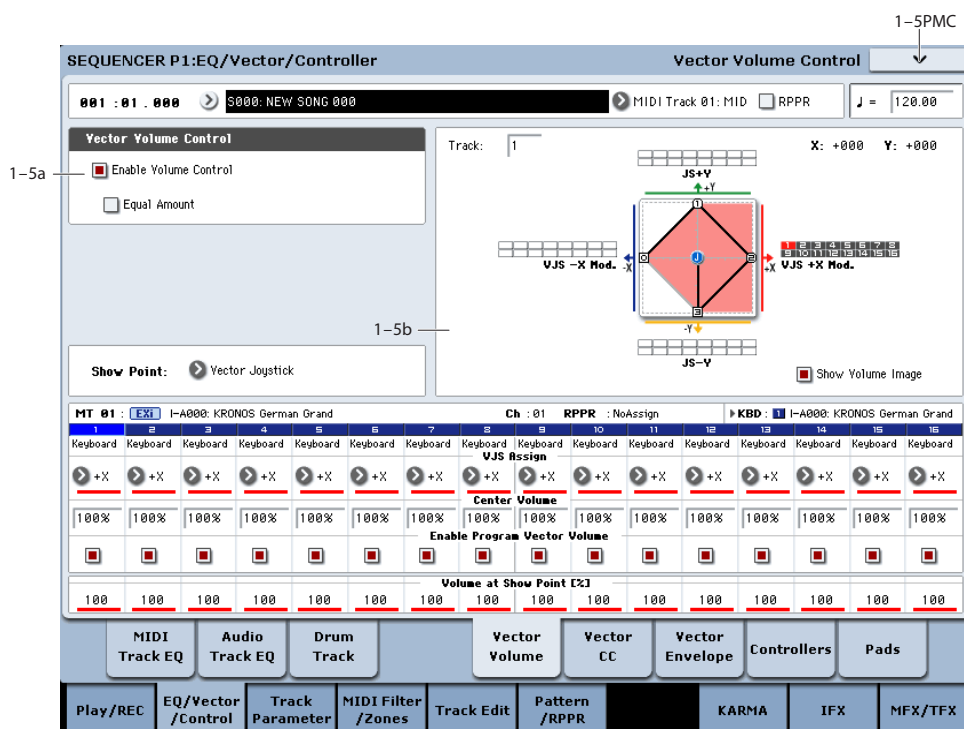 1–5PMC
SEQUENCER P1:EQ/Vector/Controller Vector Volume Control
001 :01 . 000 S000: NEW SONG 000 MIDI Track 01: MID RPPR ♩ = 120.00
Vector Volume Control
1–5a
Enable Volume Control
Equal Amount
Track: 1 X: +000 Y: +000
JS+Y
+Y
0 1 2 3 J
VJS -X Mod. -X
+X VJS +X Mod.
1 2 3 4 5 6 7 8
9 10 11 12 13 14 15 16
1–5b
-Y
JS-Y
Show Point: Vector Joystick
Show Volume Image
MT 01 : EXi I-A000: KRONOS German Grand Ch :01 RPPR : NoAssign KBD : 1 I-A000: KRONOS German Grand
1 2 3 4 5 6 7 8 9 10 11 12 13 14 15 16
Keyboard Keyboard Keyboard Keyboard Keyboard Keyboard Keyboard Keyboard Keyboard Keyboard Keyboard Keyboard Keyboard Keyboard Keyboard Keyboard
VJS Assign
+X +X +X +X +X +X +X +X +X +X +X +X +X +X +X +X
Center Volume
100% 100% 100% 100% 100% 100% 100% 100% 100% 100% 100% 100% 100% 100% 100% 100%
Enable Program Vector Volume
Volume at Show Point [%]
100 100 100 100 100 100 100 100 100 100 100 100 100 100 100 100
MIDI Track EQ Audio Track EQ Drum Track Vector Volume Vector CC Vector Envelope Controllers Pads
Play/REC EQ/Vector /Control Track Parameter MIDI Filter /Zones Track Edit Pattern /RPPR KARMA IFX MFX/TFX